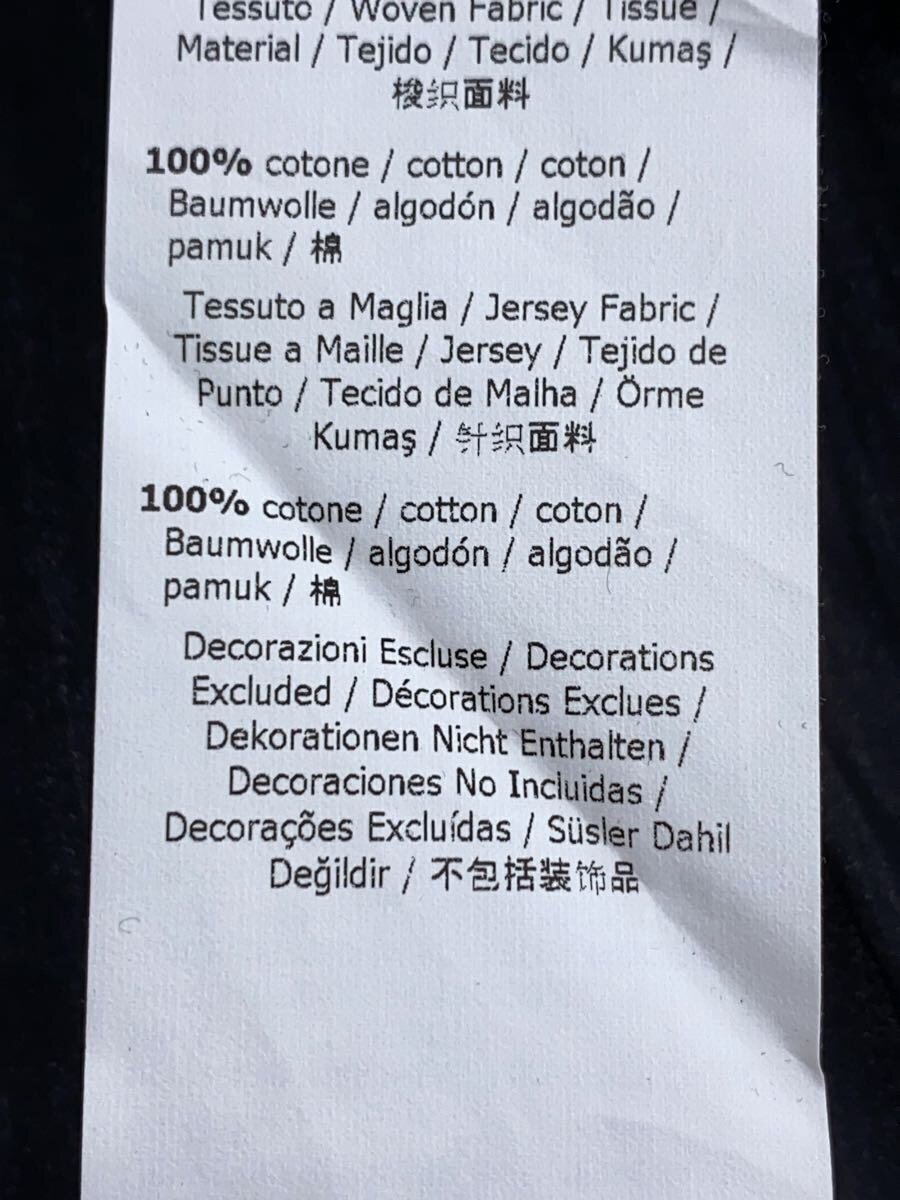 Tessuto / Woven Fabric / Tissue /
Material / Tejido / Tecido / Kumaş /
梭织面料
100% cotone / cotton / coton /
Baumwolle / algodón / algodão /
pamuk / 棉
Tessuto a Maglia / Jersey Fabric /
Tissue a Maille / Jersey / Tejido de
Punto / Tecido de Malha / Örme
Kumaş / 针织面料
100% cotone / cotton / coton /
Baumwolle / algodón / algodão /
pamuk / 棉
Decorazioni Escluse / Decorations
Excluded / Décorations Exclues /
Dekorationen Nicht Enthalten /
Decoraciones No Incluidas /
Decorações Excluídas / Süsler Dahil
Değildir / 不包括装饰品